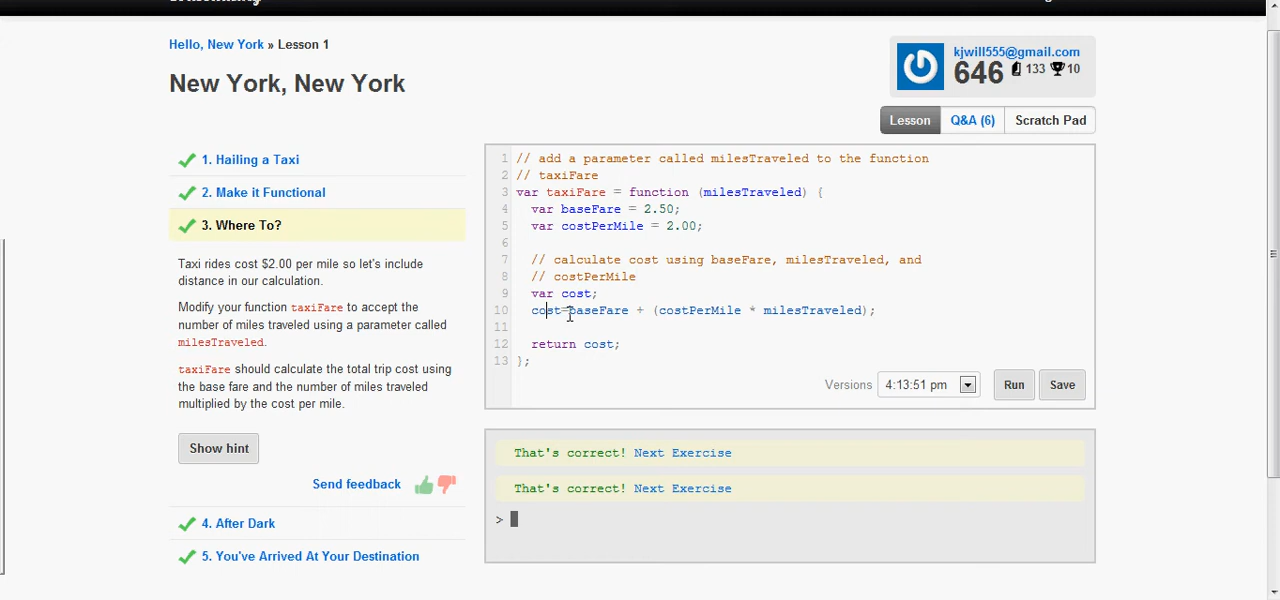 Hello, New York » Lesson 1
New York, New York
kjwill555@gmail.com
646 133 10
Lesson Q&A (6) Scratch Pad
1. Hailing a Taxi
2. Make it Functional
3. Where To?
Taxi rides cost $2.00 per mile so let's include
distance in our calculation.
Modify your function taxiFare to accept the
number of miles traveled using a parameter called
milesTraveled.
taxiFare should calculate the total trip cost using
the base fare and the number of miles traveled
multiplied by the cost per mile.
Show hint
Send feedback
4. After Dark
5. You've Arrived At Your Destination
1 // add a parameter called milesTraveled to the function
2 // taxiFare
3 var taxiFare = function (milesTraveled) {
4 var baseFare = 2.50;
5 var costPerMile = 2.00;
6
7 // calculate cost using baseFare, milesTraveled, and
8 // costPerMile
9 var cost;
10 cost=baseFare + (costPerMile * milesTraveled);
11
12 return cost;
13 };
Versions 4:13:51 pm Run Save
That's correct! Next Exercise
That's correct! Next Exercise
>